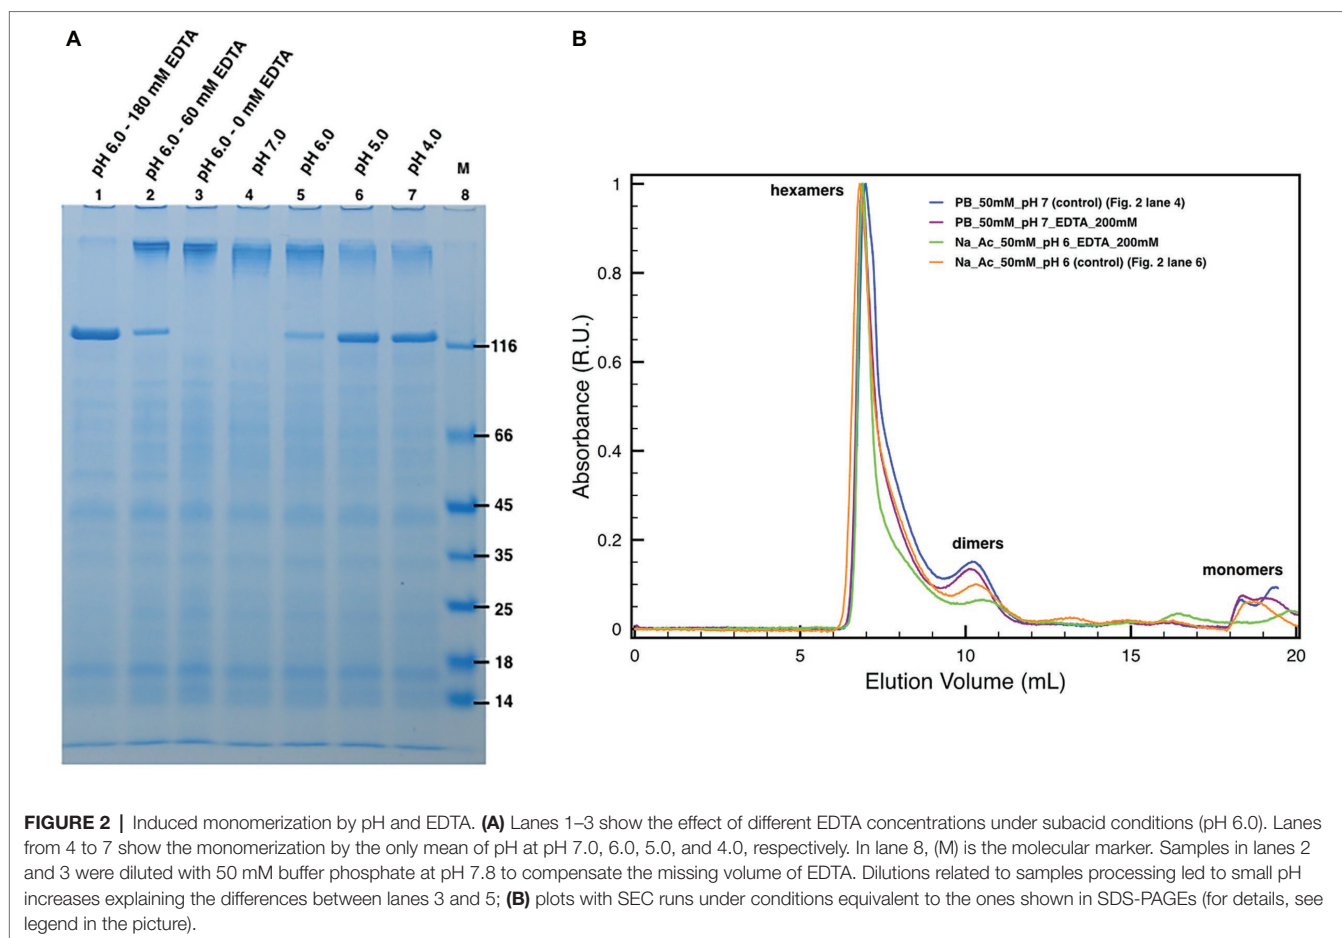 A
pH 6.0 - 180 mM EDTA
pH 6.0 - 60 mM EDTA
pH 6.0 - 0 mM EDTA
pH 7.0
pH 6.0
pH 5.0
pH 4.0
M
1 2 3 4 5 6 7 8
116
66
45
35
25
18
14
B
hexamers
PB_50mM_pH 7 (control) (Fig. 2 lane 4)
PB_50mM_pH 7_EDTA_200mM
Na_Ac_50mM_pH 6_EDTA_200mM
Na_Ac_50mM_pH 6 (control) (Fig. 2 lane 6)
dimers
monomers
1
0.8
0.6
0.4
0.2
0
Absorbance (R.U.)
0 5 10 15 20
Elution Volume (mL)
FIGURE 2 | Induced monomerization by pH and EDTA. (A) Lanes 1–3 show the effect of different EDTA concentrations under subacid conditions (pH 6.0). Lanes
from 4 to 7 show the monomerization by the only mean of pH at pH 7.0, 6.0, 5.0, and 4.0, respectively. In lane 8, (M) is the molecular marker. Samples in lanes 2
and 3 were diluted with 50 mM buffer phosphate at pH 7.8 to compensate the missing volume of EDTA. Dilutions related to samples processing led to small pH
increases explaining the differences between lanes 3 and 5; (B) plots with SEC runs under conditions equivalent to the ones shown in SDS-PAGEs (for details, see
legend in the picture).